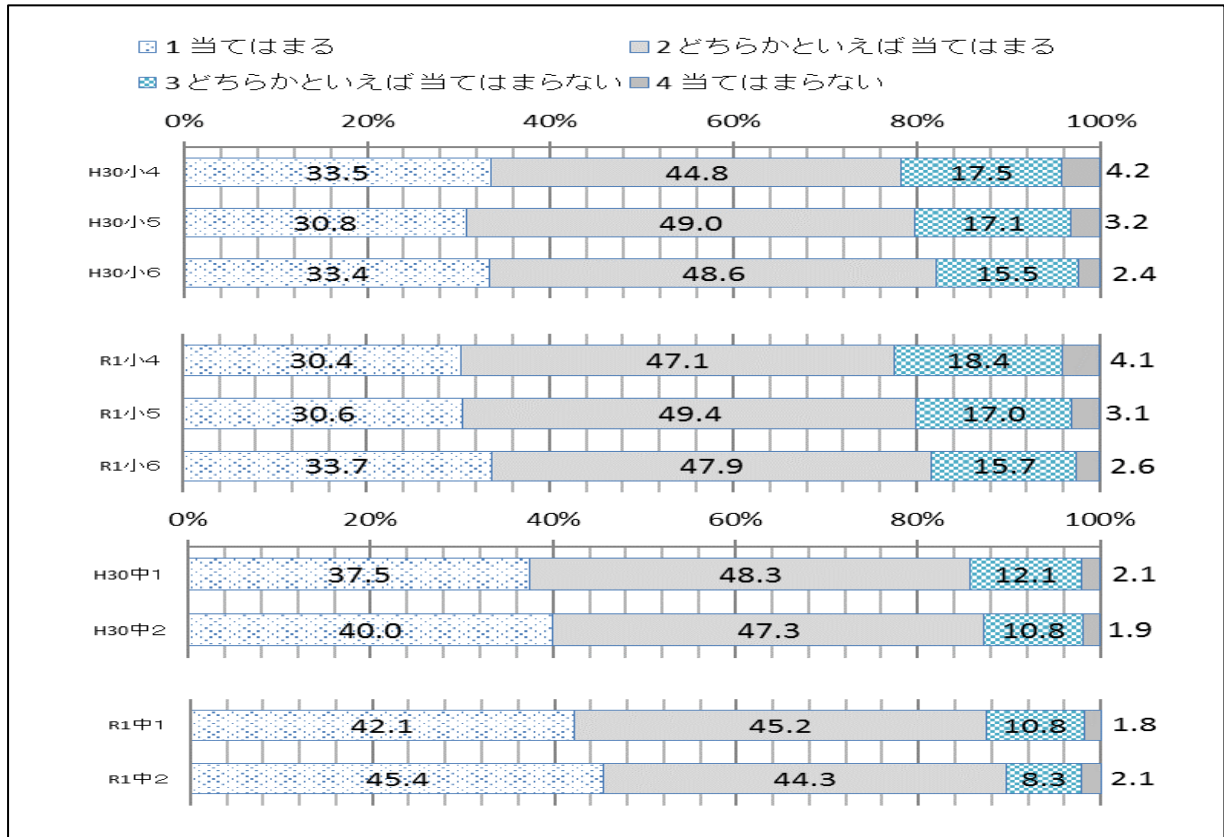 1 当てはまる 2 どちらかといえば 当てはまる
3 どちらかといえば 当てはまらない 4 当てはまらない
0% 20% 40% 60% 80% 100%
H30小4 33.5 44.8 17.5 4.2
H30小5 30.8 49.0 17.1 3.2
H30小6 33.4 48.6 15.5 2.4
R1小4 30.4 47.1 18.4 4.1
R1小5 30.6 49.4 17.0 3.1
R1小6 33.7 47.9 15.7 2.6
0% 20% 40% 60% 80% 100%
H30中1 37.5 48.3 12.1 2.1
H30中2 40.0 47.3 10.8 1.9
R1中1 42.1 45.2 10.8 1.8
R1中2 45.4 44.3 8.3 2.1